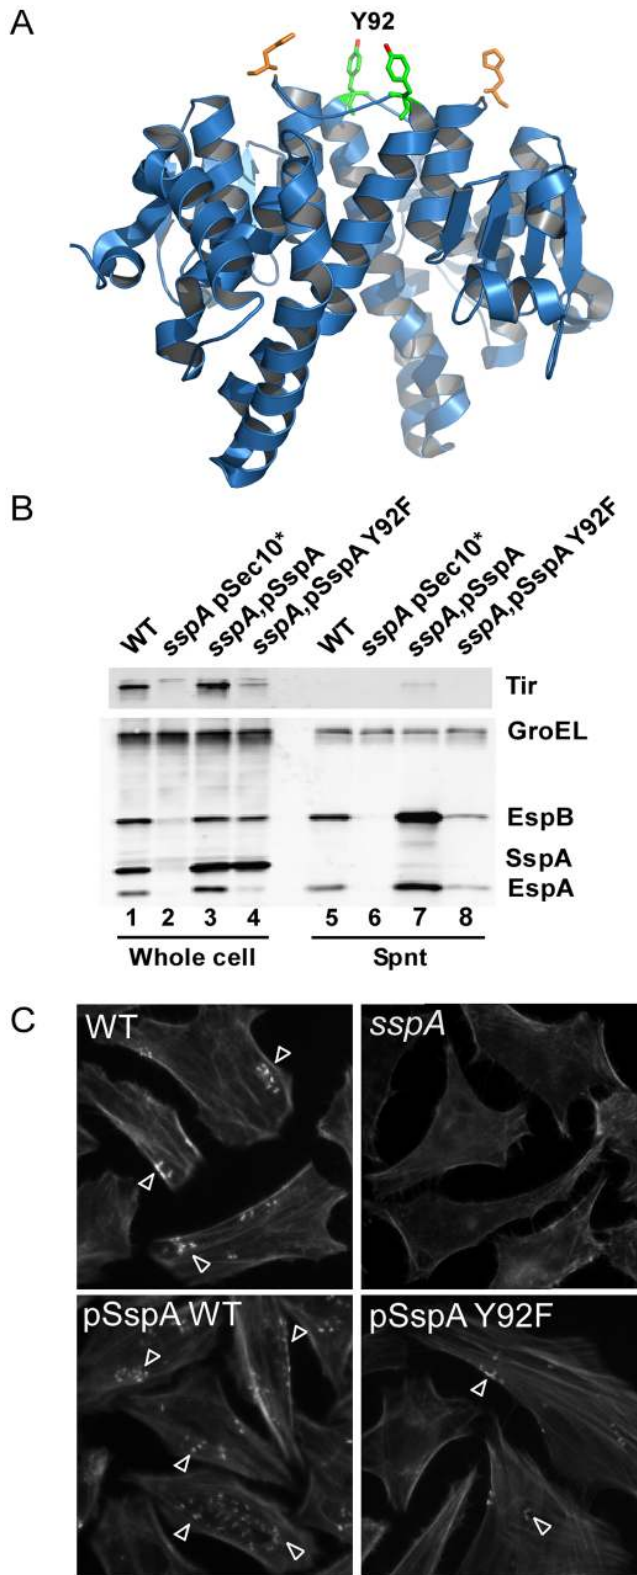 A
Y92
B
WT
sspA pSec10*
sspA,pSspA
sspA,pSspA Y92F
WT
sspA pSec10*
sspA,pSspA
sspA,pSspA Y92F
Tir
GroEL
EspB
SspA
EspA
1 2 3 4 5 6 7 8
Whole cell Spnt
C
WT sspA
pSspA WT pSspA Y92F